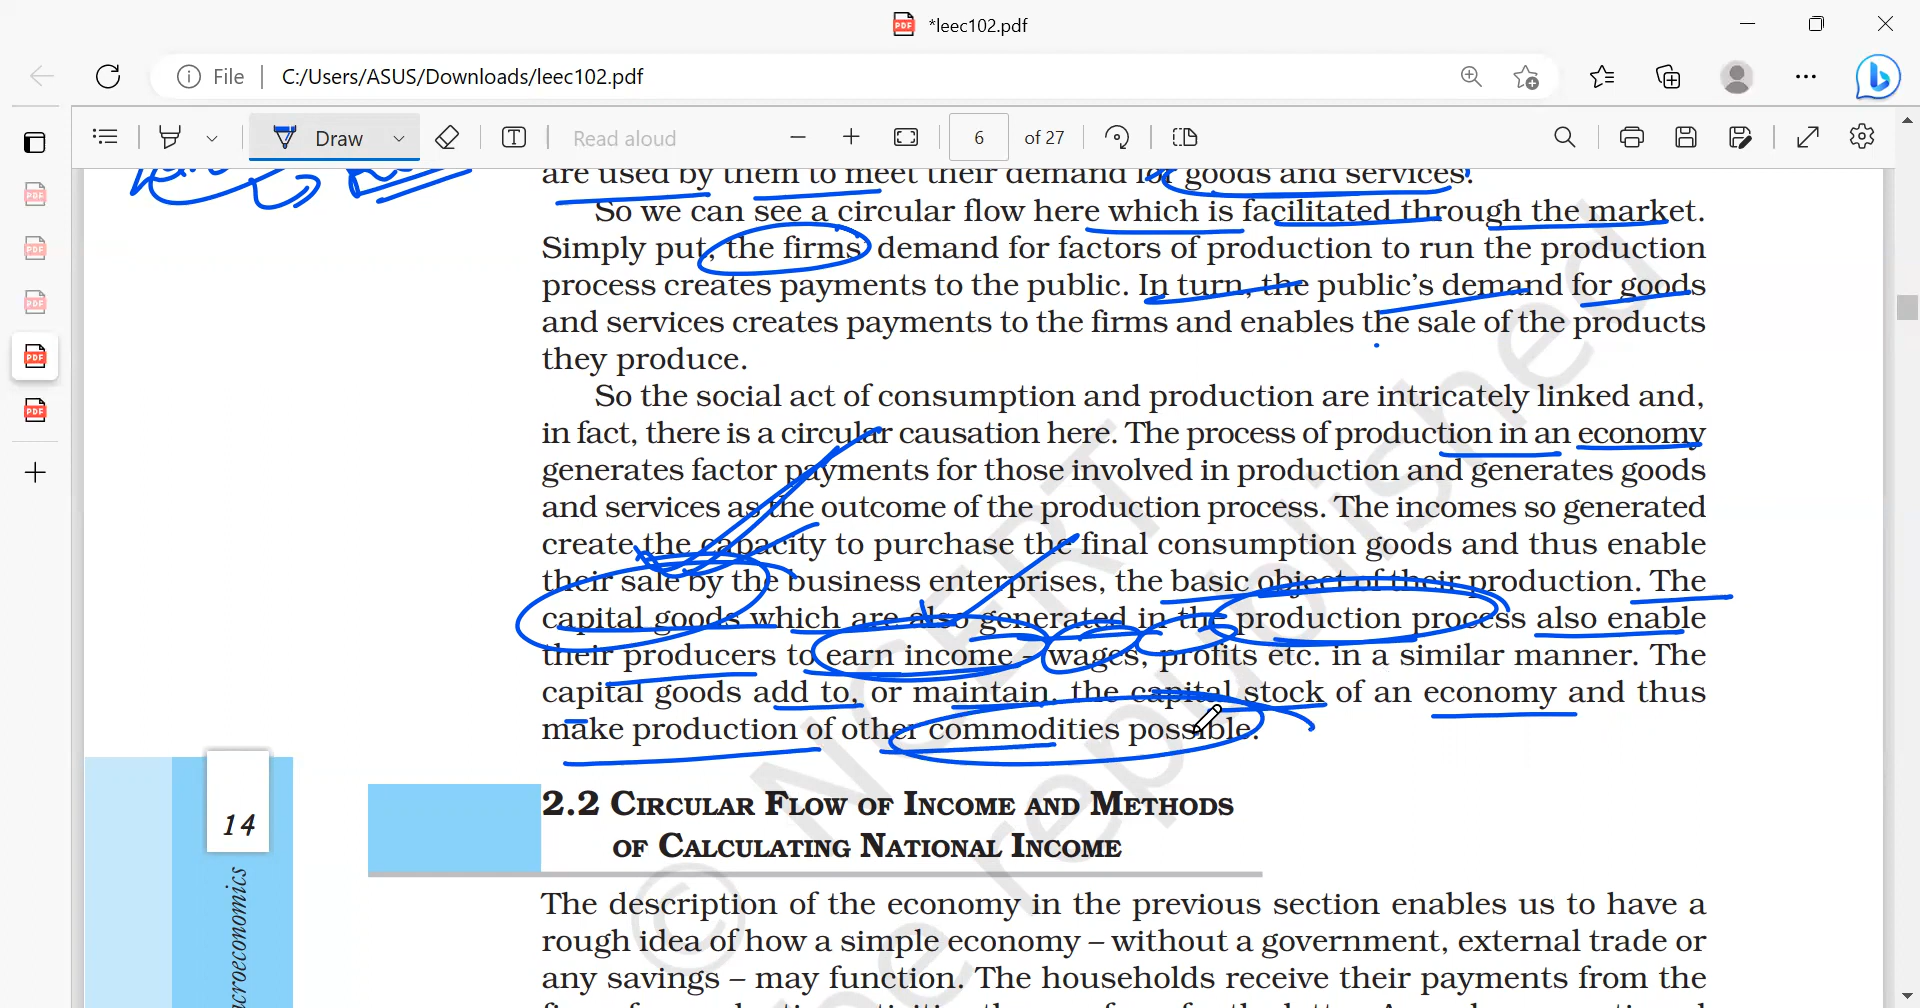 *leec102.pdf
File C:/Users/ASUS/Downloads/leec102.pdf
Draw Read aloud 6 of 27
are used by them to meet their demand for goods and services.
So we can see a circular flow here which is facilitated through the market.
Simply put, the firms' demand for factors of production to run the production
process creates payments to the public. In turn, the public's demand for goods
and services creates payments to the firms and enables the sale of the products
they produce.
So the social act of consumption and production are intricately linked and,
in fact, there is a circular causation here. The process of production in an economy
generates factor payments for those involved in production and generates goods
and services as the outcome of the production process. The incomes so generated
create the capacity to purchase the final consumption goods and thus enable
their sale by the business enterprises, the basic object of their production. The
capital goods which are also generated in the production process also enable
their producers to earn income – wages, profits etc. in a similar manner. The
capital goods add to, or maintain, the capital stock of an economy and thus
make production of other commodities possible.
2.2 CIRCULAR FLOW OF INCOME AND METHODS
OF CALCULATING NATIONAL INCOME
14
The description of the economy in the previous section enables us to have a
rough idea of how a simple economy – without a government, external trade or
any savings – may function. The households receive their payments from the